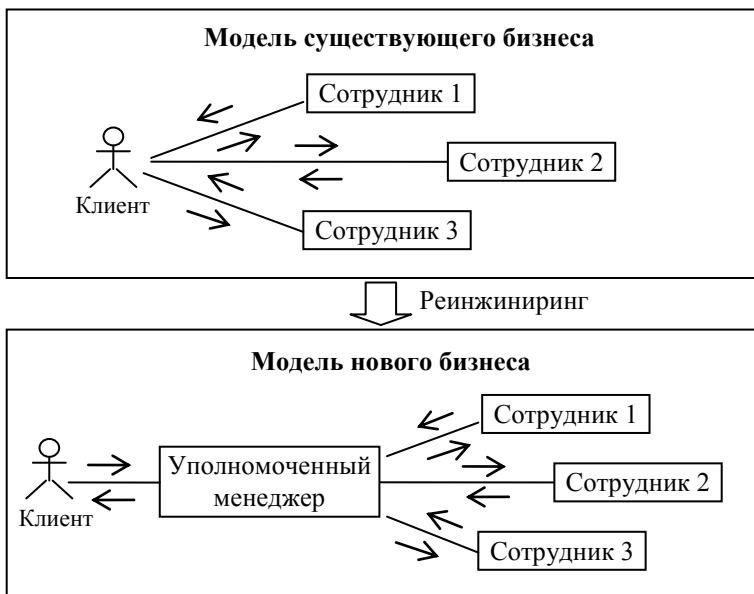 Модель существующего бизнеса
Сотрудник 1
Сотрудник 2
Клиент
Сотрудник 3
Реинжиниринг
Модель нового бизнеса
Сотрудник 1
Уполномоченный
менеджер
Сотрудник 2
Клиент
Сотрудник 3